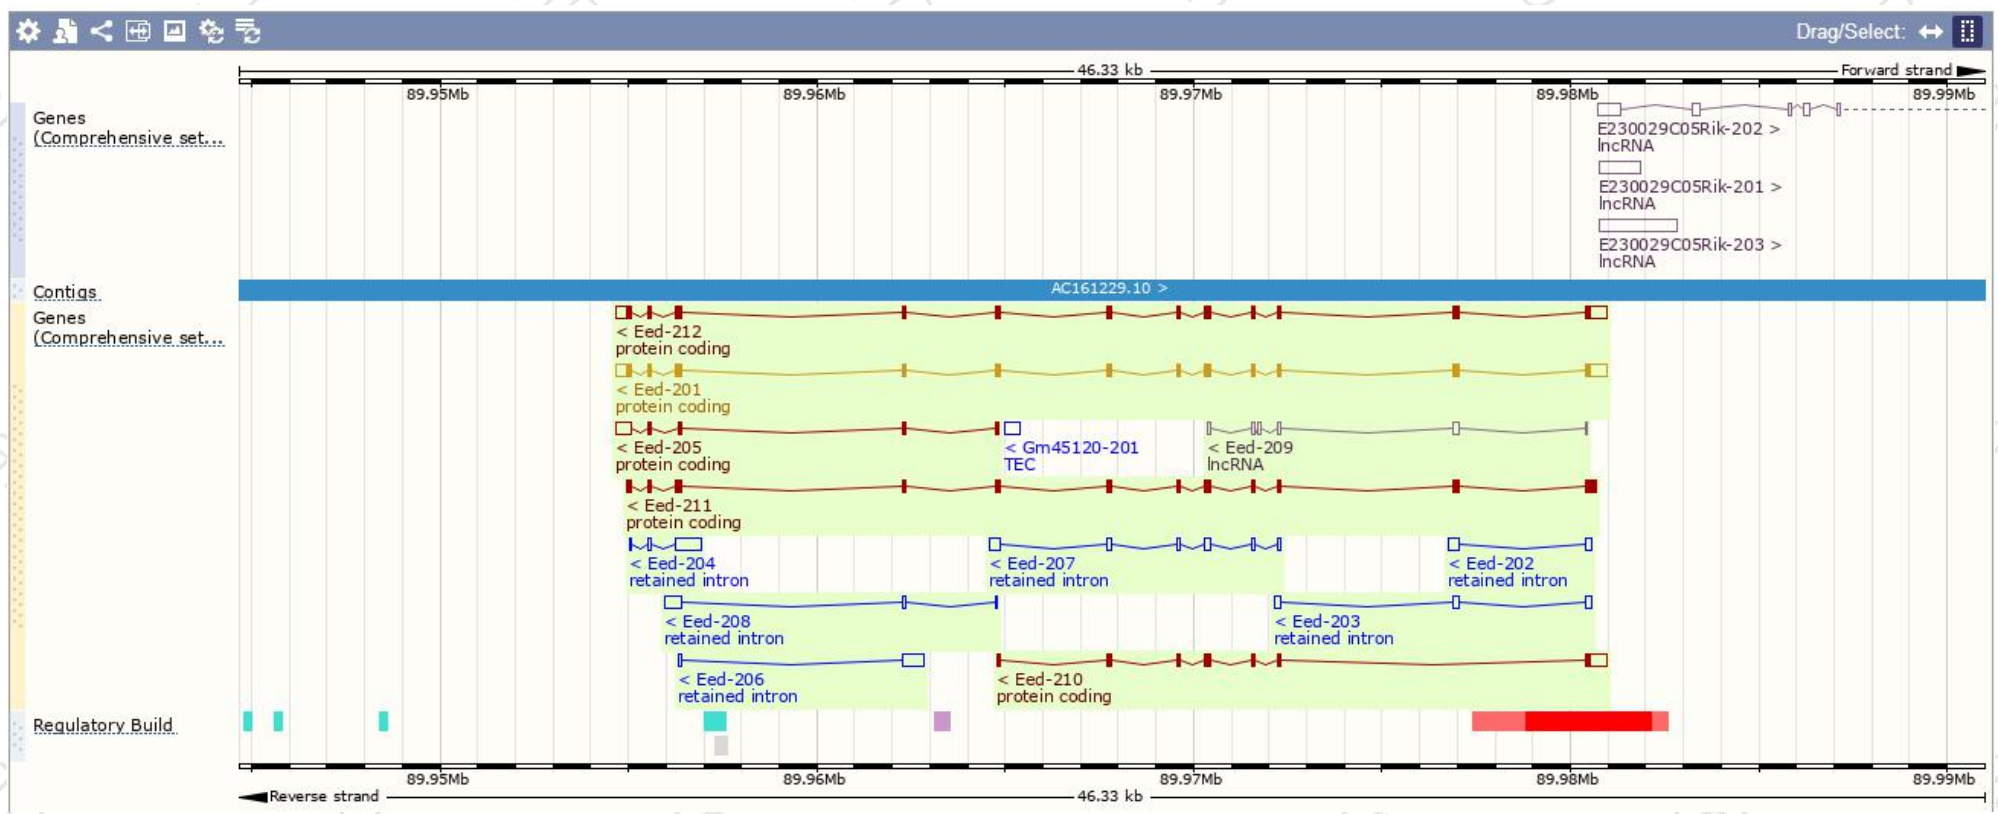 Drag/Select:
46.33 kb
Forward strand
89.95Mb 89.96Mb 89.97Mb 89.98Mb 89.99Mb
Genes
(Comprehensive set...
E230029C05Rik-202 >
lncRNA
E230029C05Rik-201 >
lncRNA
E230029C05Rik-203 >
lncRNA
Contigs
AC161229.10 >
Genes
(Comprehensive set...
< Eed-212
protein coding
< Eed-201
protein coding
< Eed-205
protein coding
< Gm45120-201
TEC
< Eed-209
lncRNA
< Eed-211
protein coding
< Eed-204
retained intron
< Eed-207
retained intron
< Eed-202
retained intron
< Eed-208
retained intron
< Eed-203
retained intron
< Eed-206
retained intron
< Eed-210
protein coding
Regulatory Build
89.95Mb 89.96Mb 89.97Mb 89.98Mb 89.99Mb
Reverse strand
46.33 kb